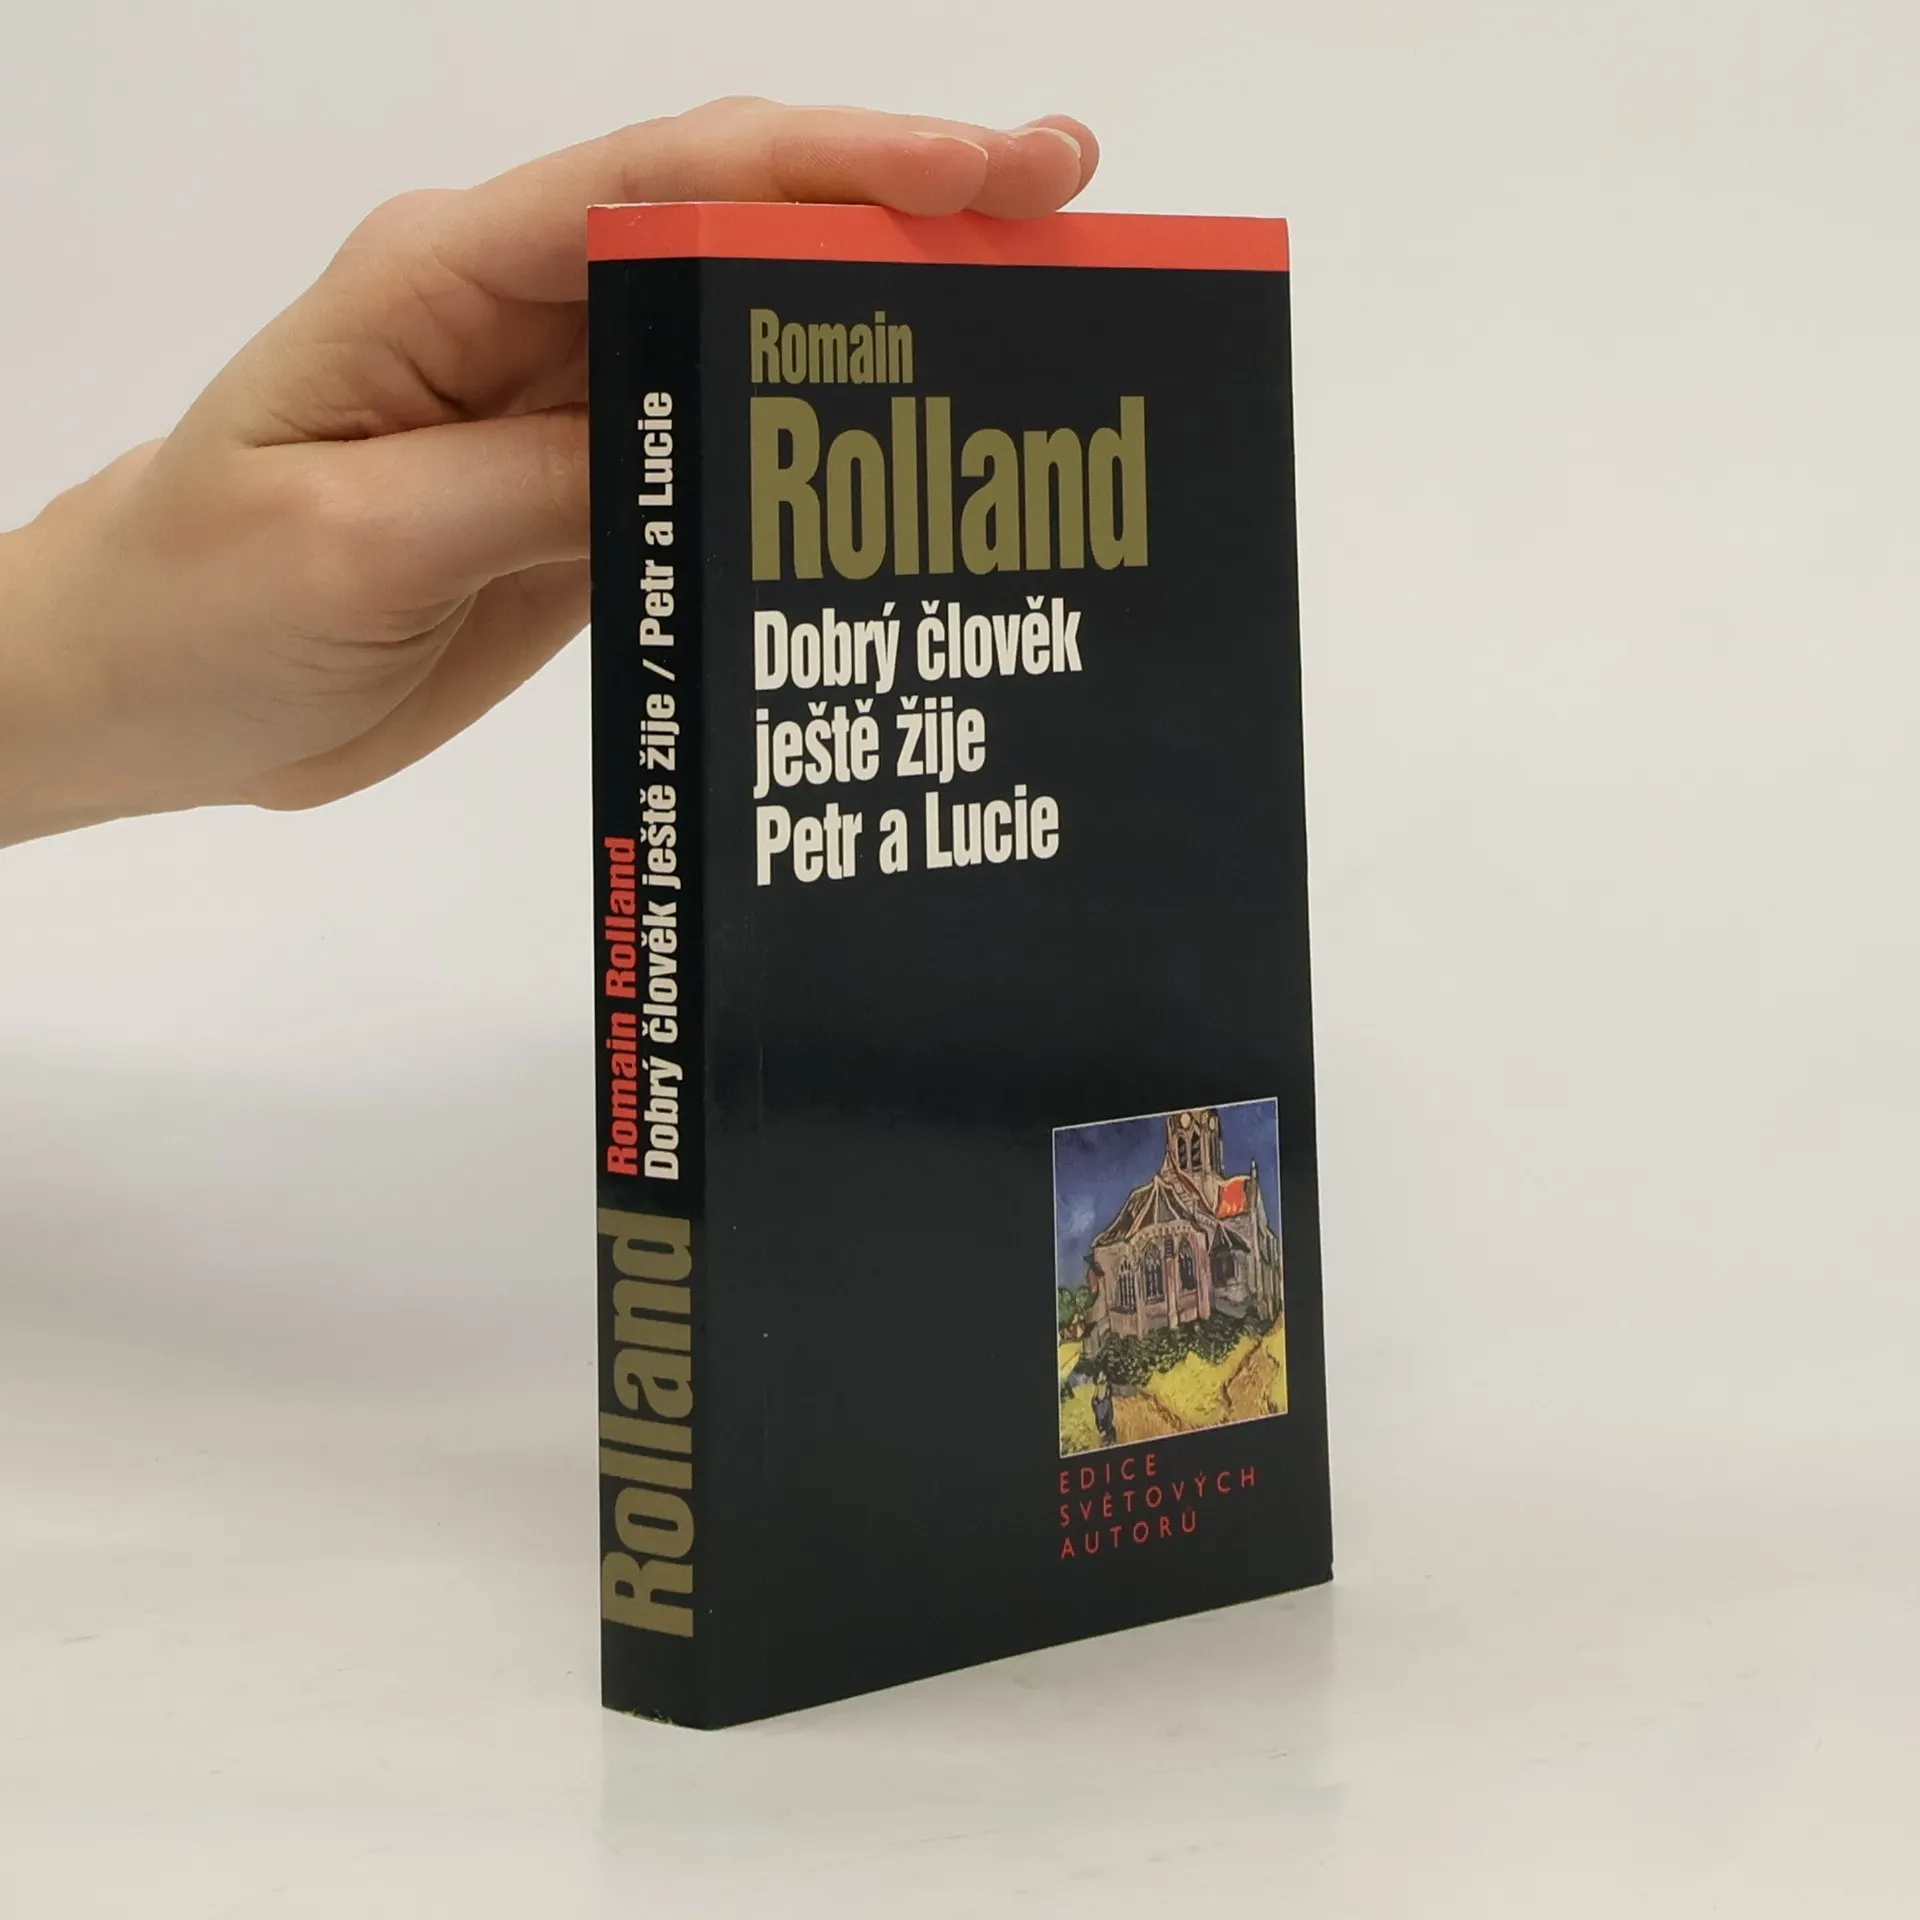 Romain
Rolland
Dobrý člověk
ještě žije
Petr a Lucie
EDICE
SVĚTOVÝCH
AUTORŮ
Romain Rolland
Dobrý člověk ještě žije / Petr a Lucie
Rolland